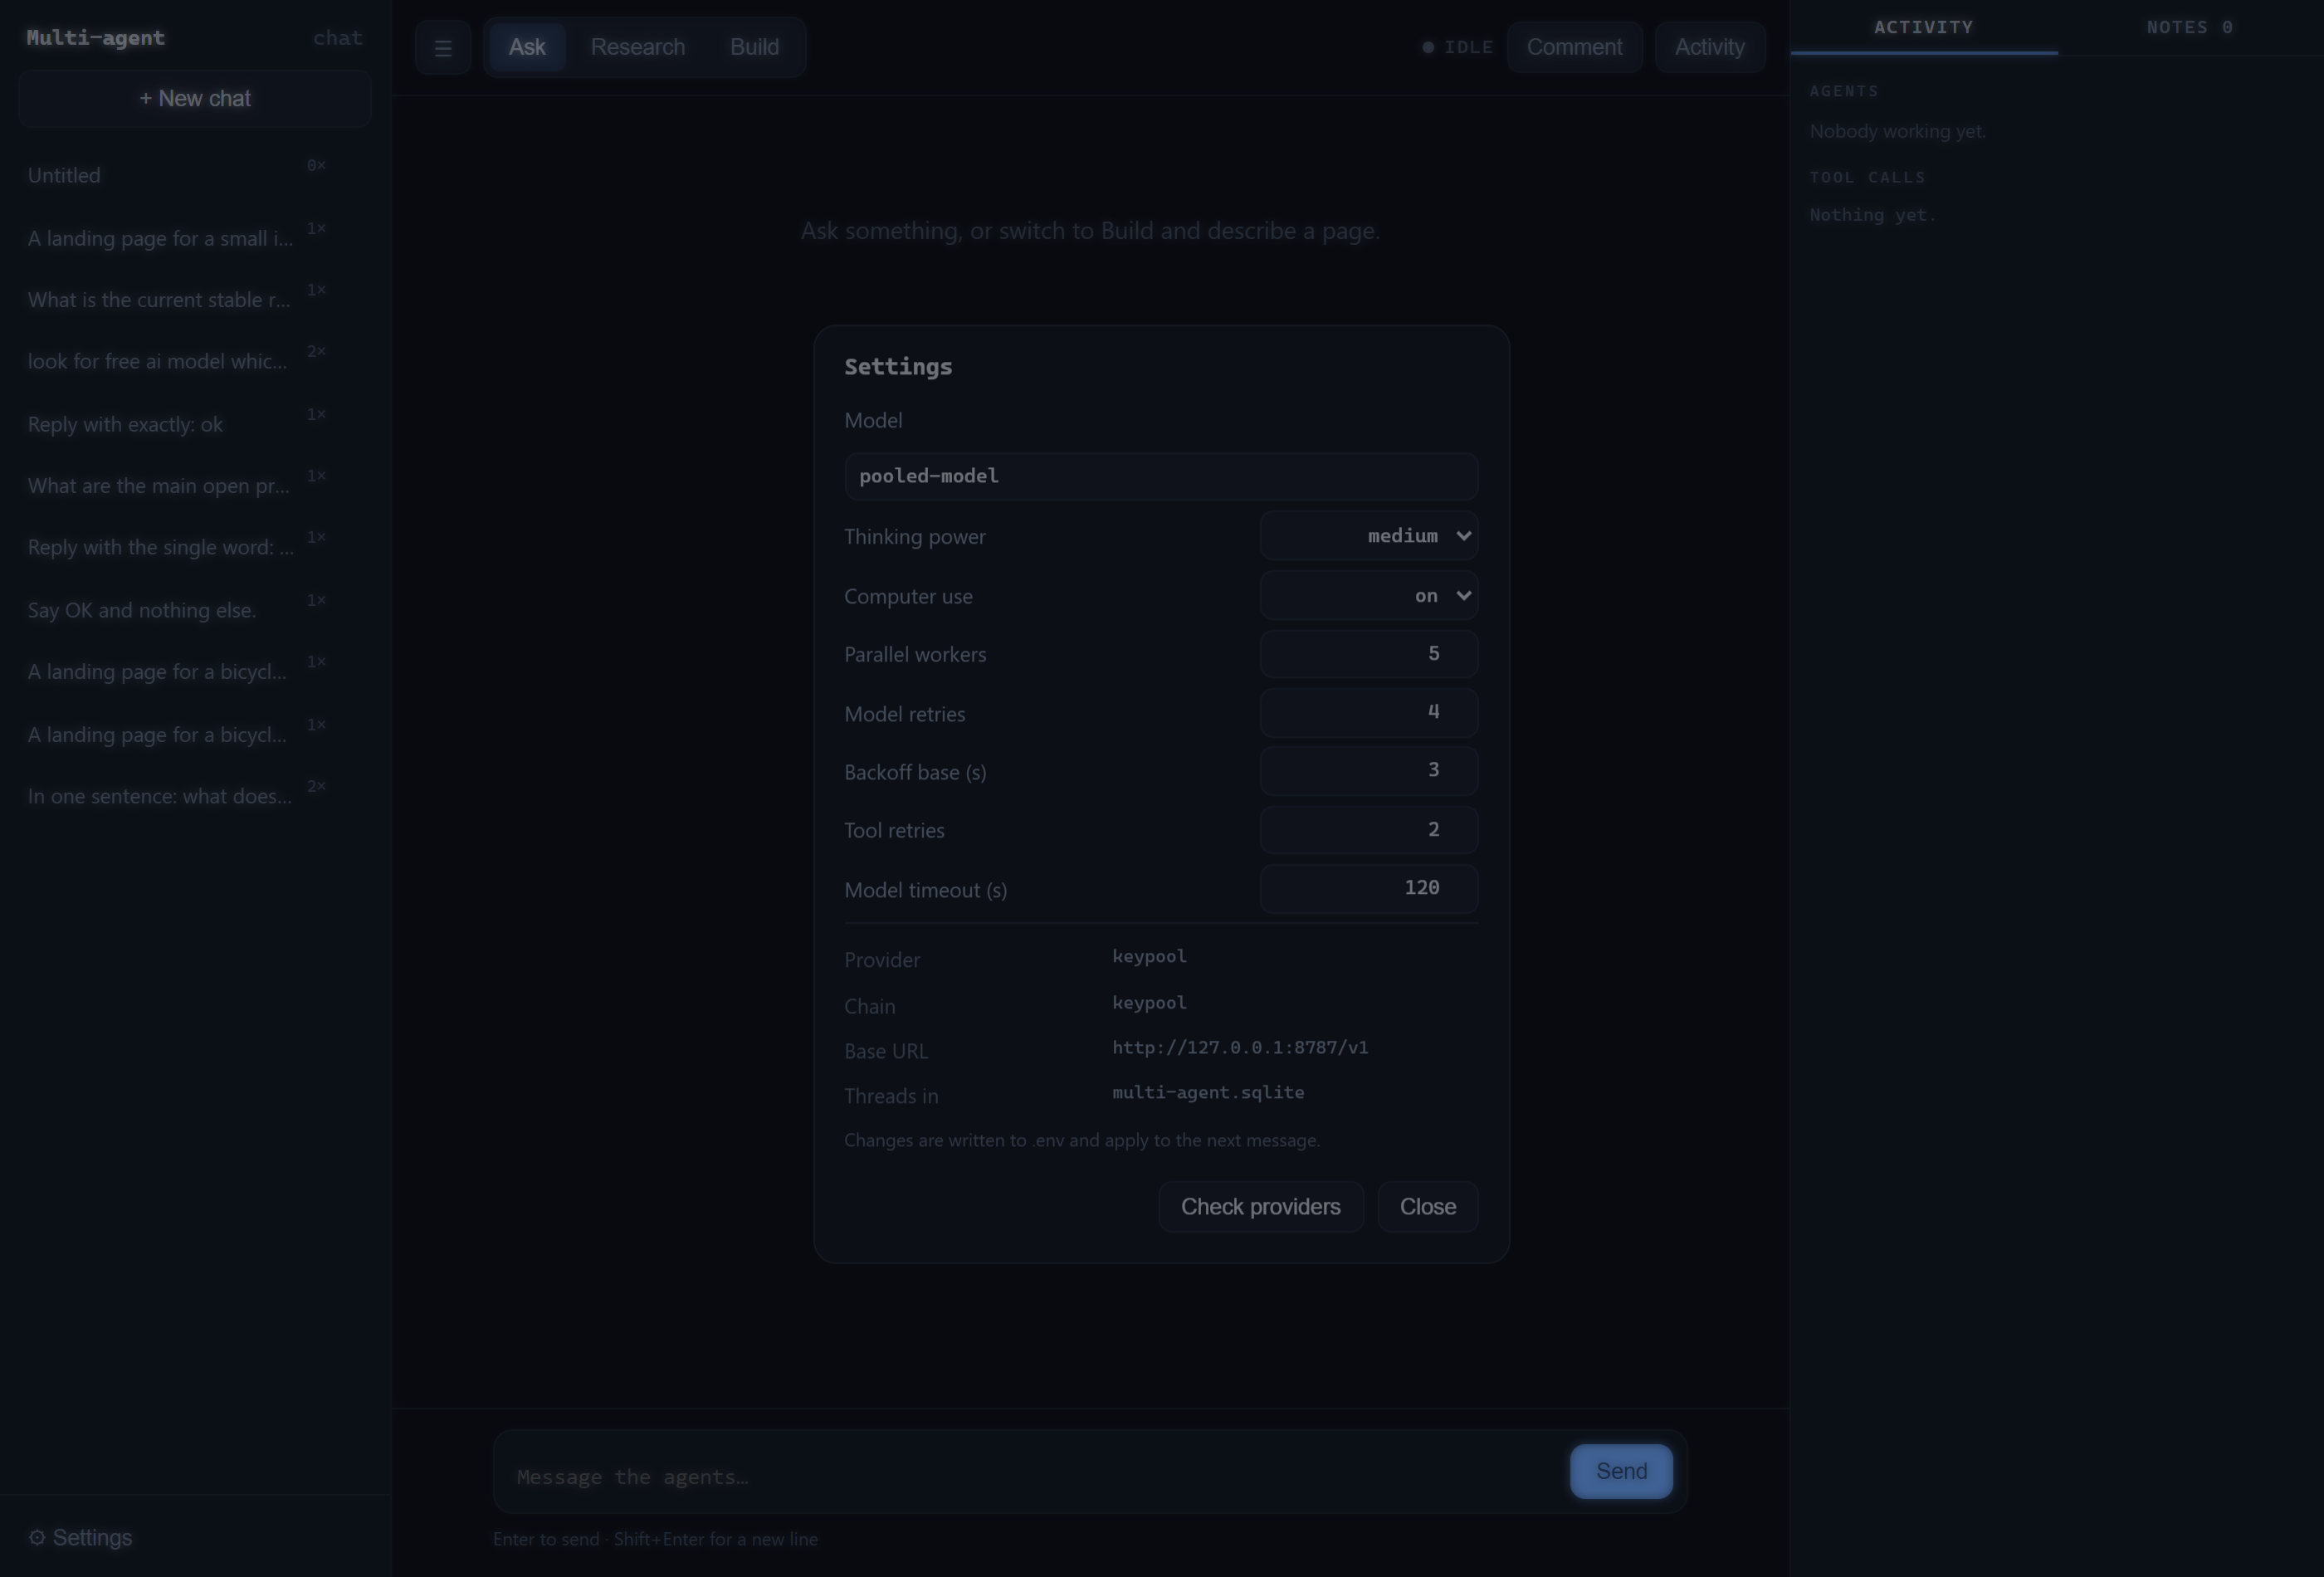 Multi-agent
chat
+ New chat
Untitled
0×
A landing page for a small i...
1×
What is the current stable r...
1×
look for free ai model whic...
2×
Reply with exactly: ok
1×
What are the main open pr...
1×
Reply with the single word: ...
1×
Say OK and nothing else.
1×
A landing page for a bicycl...
1×
A landing page for a bicycl...
1×
In one sentence: what does...
2×
⚙ Settings
☰
Ask
Research
Build
IDLE
Comment
Activity
Ask something, or switch to Build and describe a page.
Settings
Model
pooled-model
Thinking power
medium
Computer use
on
Parallel workers
5
Model retries
4
Backoff base (s)
3
Tool retries
2
Model timeout (s)
120
Provider
keypool
Chain
keypool
Base URL
http://127.0.0.1:8787/v1
Threads in
multi-agent.sqlite
Changes are written to .env and apply to the next message.
Check providers
Close
Message the agents…
Send
Enter to send · Shift+Enter for a new line
ACTIVITY
NOTES 0
AGENTS
Nobody working yet.
TOOL CALLS
Nothing yet.